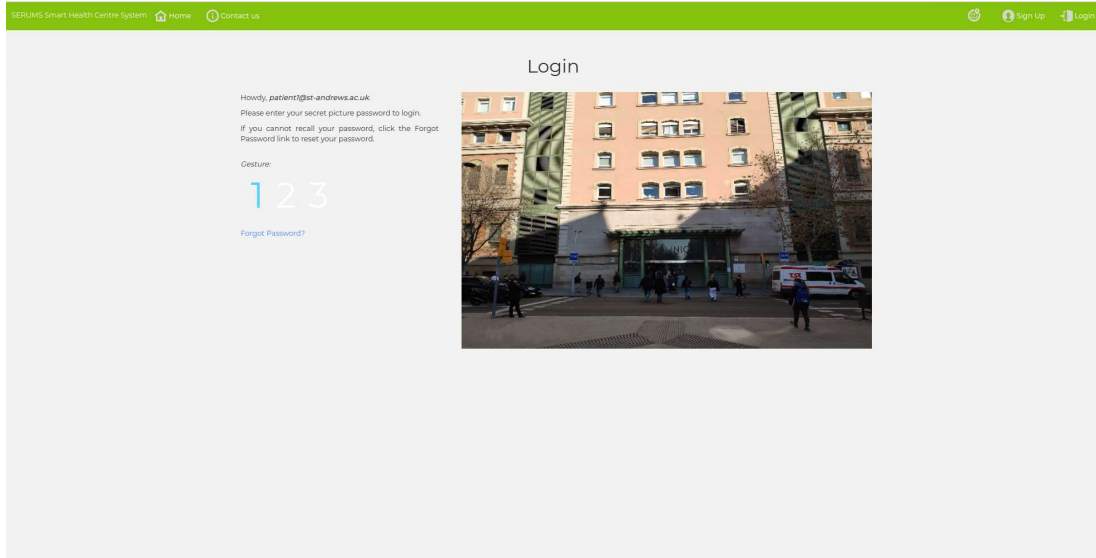 SERUMS Smart Health Centre System Home Contact us Sign Up Login
Login
Howdy, patient1@st-andrews.ac.uk.
Please enter your secret picture password to login.
If you cannot recall your password, click the Forgot
Password link to reset your password.
Gesture:
1 2 3
Forgot Password?